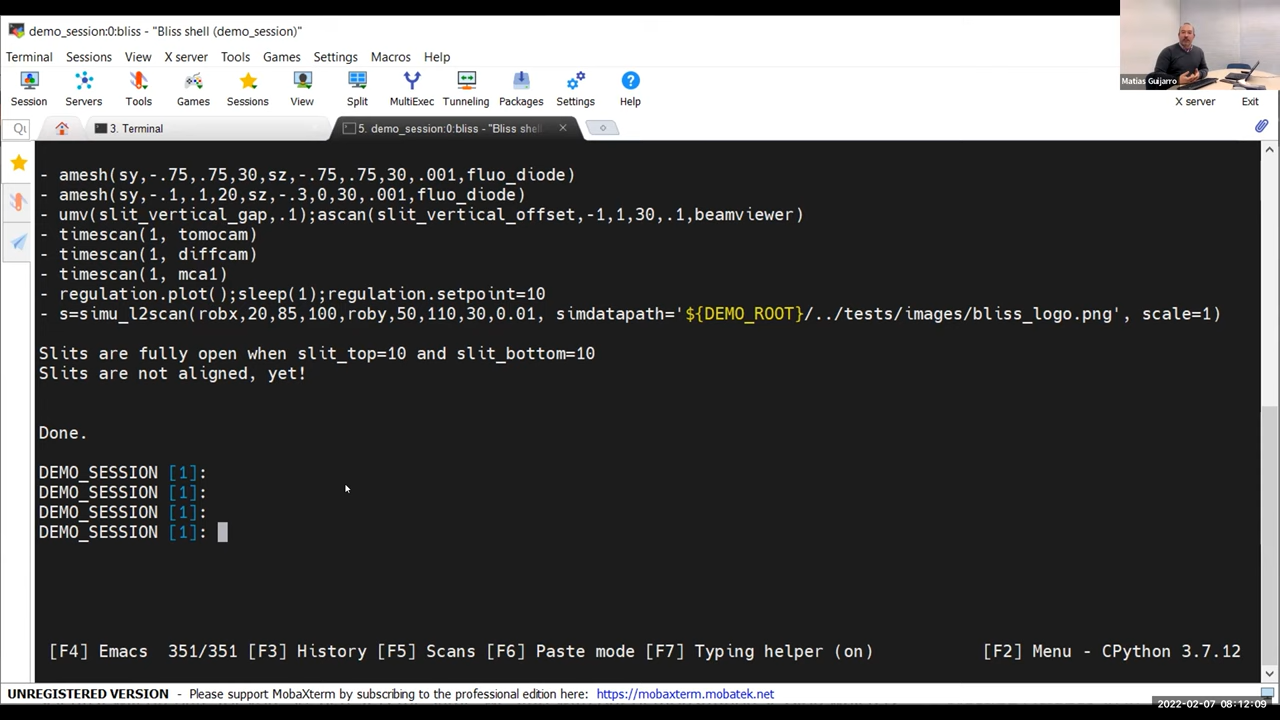 demo_session:0:bliss - "Bliss shell (demo_session)"
Terminal Sessions View X server Tools Games Settings Macros Help
Session Servers Tools Games Sessions View Split MultiExec Tunneling Packages Settings Help X server Exit
Matias Guijarro
Qu 3. Terminal 5. demo_session:0:bliss - "Bliss shell
- amesh(sy,-.75,.75,30,sz,-.75,.75,30,.001,fluo_diode)
- amesh(sy,-.1,.1,20,sz,-.3,0,30,.001,fluo_diode)
- umv(slit_vertical_gap,.1);ascan(slit_vertical_offset,-1,1,30,.1,beamviewer)
- timescan(1, tomocam)
- timescan(1, diffcam)
- timescan(1, mca1)
- regulation.plot();sleep(1);regulation.setpoint=10
- s=simu_l2scan(robx,20,85,100,roby,50,110,30,0.01, simdatapath='${DEMO_ROOT}/../tests/images/bliss_logo.png', scale=1)
Slits are fully open when slit_top=10 and slit_bottom=10
Slits are not aligned, yet!
Done.
DEMO_SESSION [1]:
DEMO_SESSION [1]:
DEMO_SESSION [1]:
DEMO_SESSION [1]:
[F4] Emacs 351/351 [F3] History [F5] Scans [F6] Paste mode [F7] Typing helper (on) [F2] Menu - CPython 3.7.12
UNREGISTERED VERSION - Please support MobaXterm by subscribing to the professional edition here: https://mobaxterm.mobatek.net
2022-02-07 08:12:09